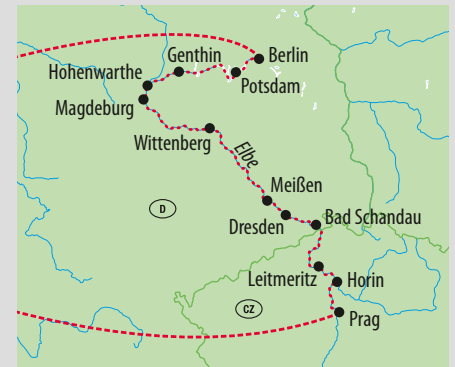 Genthin
Berlin
Hohenwarthe
Potsdam
Magdeburg
Wittenberg
Elbe
Meißen
D
Dresden
Bad Schandau
Leitmeritz
Horin
CZ
Prag